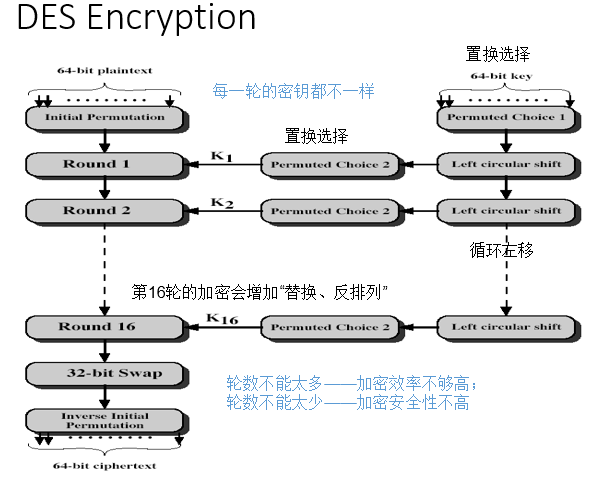 DES Encryption
置换选择
64-bit plaintext
64-bit key
每一轮的密钥都不一样
Initial Permutation
Permuted Choice 1
置换选择
Round 1
K1
Permuted Choice 2
Left circular shift
Round 2
K2
Permuted Choice 2
Left circular shift
循环左移
第16轮的加密会增加“替换、反排列”
Round 16
K16
Permuted Choice 2
Left circular shift
32-bit Swap
轮数不能太多——加密效率不够高；
轮数不能太少——加密安全性不高
Inverse Initial
Permutation
64-bit ciphertext